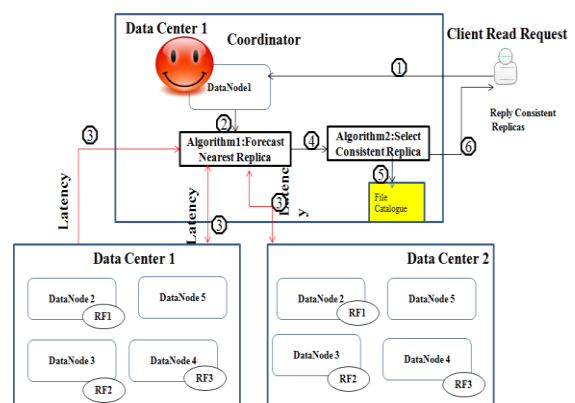 Data Center 1
Coordinator
Client Read Request
DataNode1
1
2
3
Algorithm1:Forecast
Nearest Replica
4
Algorithm2:Select
Consistent Replica
6
Reply Consistent
Replicas
5
File
Catalogue
Latency
Latency
3
Latenc
y
3
Data Center 1
DataNode 2
RF1
DataNode 5
DataNode 3
RF2
DataNode 4
RF3
Data Center 2
DataNode 2
RF1
DataNode 5
DataNode 3
RF2
DataNode 4
RF3